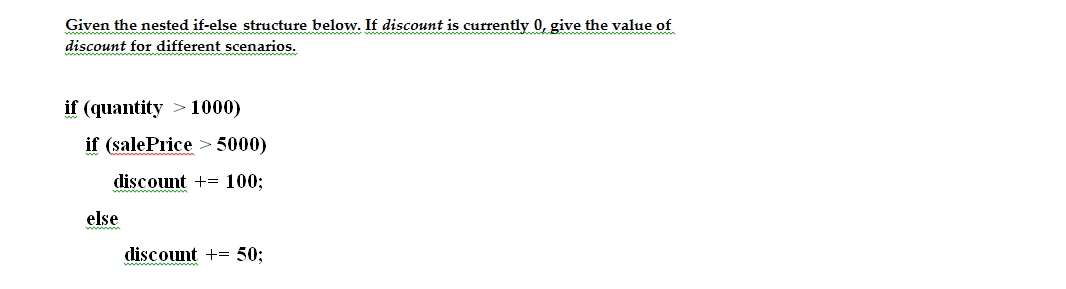 Given the nested if-else structure below. If discount is currently 0, give the value of
discount for different scenarios.
if (quantity > 1000)
if (salePrice > 5000)
discount += 100;
else
discount += 50;